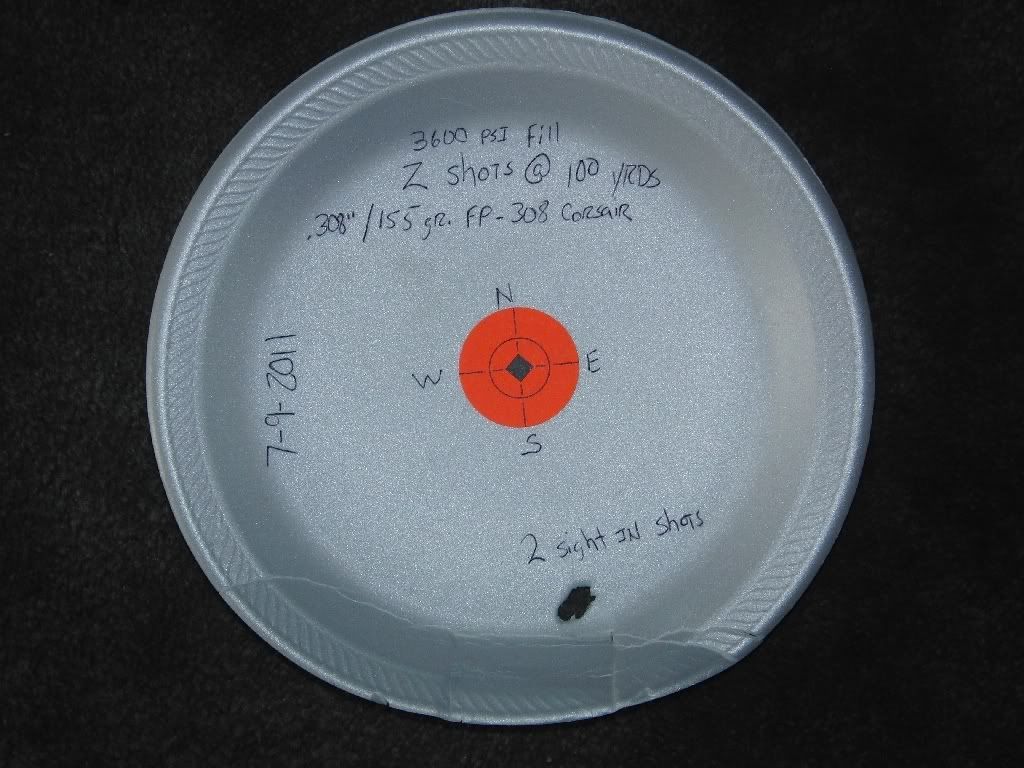 3600 PSI Fill
2 shots @ 100 YRDS
.308"/155 gr. FP-308 Corsair
N
W
E
S
7-9-2011
2 sight IN shots